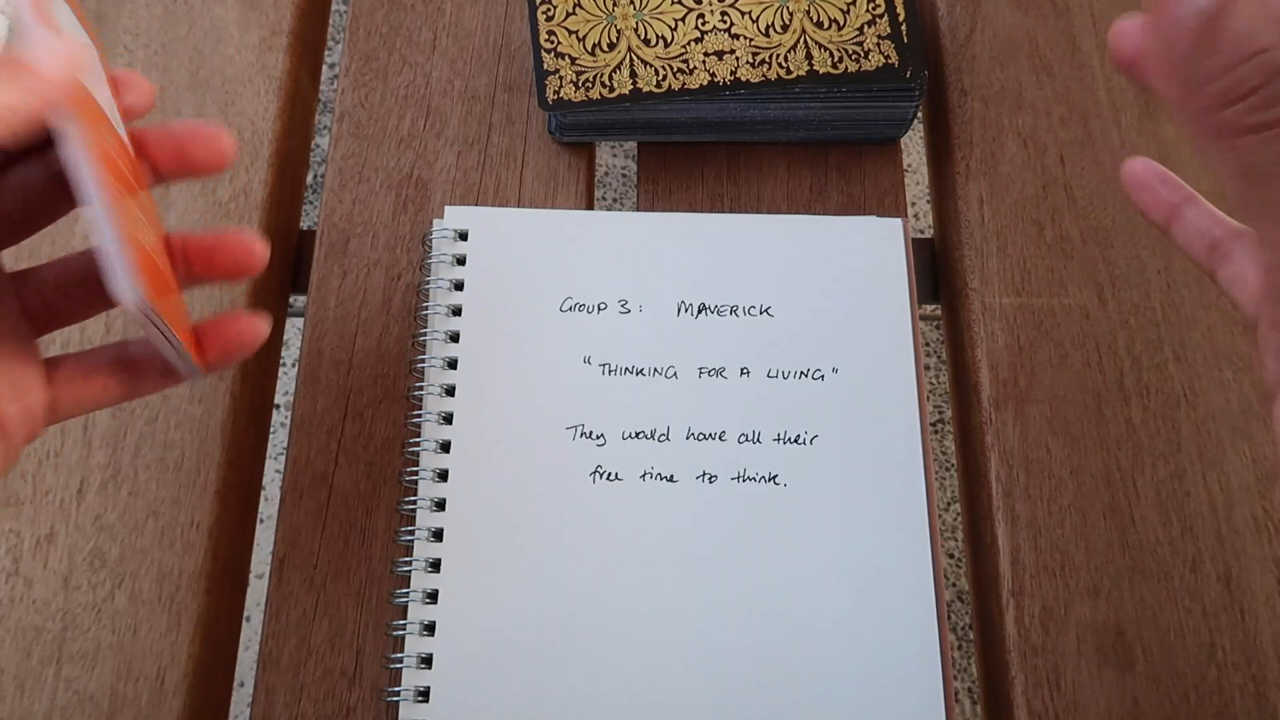 Group 3: MAVERICK
"THINKING FOR A LIVING"
They would have all their
free time to think.